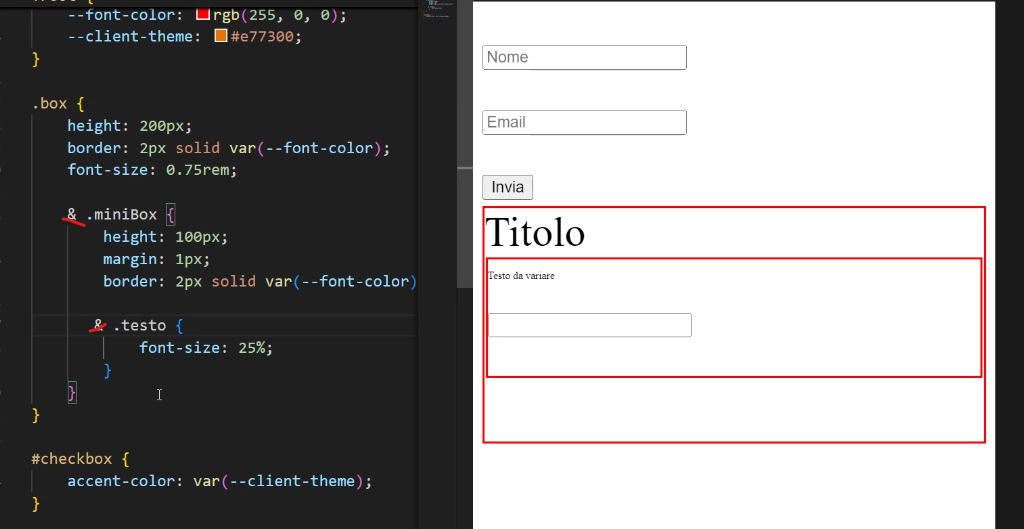 --font-color: rgb(255, 0, 0);
--client-theme: #e77300;
}
.box {
height: 200px;
border: 2px solid var(--font-color);
font-size: 0.75rem;
& .miniBox {
height: 100px;
margin: 1px;
border: 2px solid var(--font-color)
& .testo {
font-size: 25%;
}
}
}
#checkbox {
accent-color: var(--client-theme);
}
Nome
Email
Invia
Titolo
Testo da variare